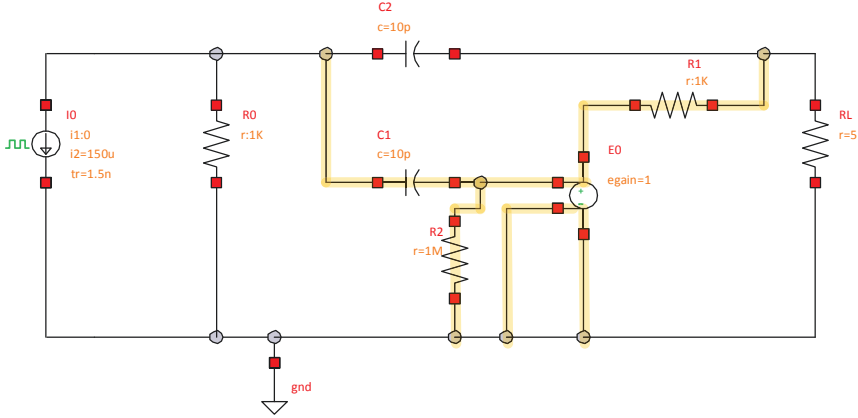 C2
c=10p
I0
i1:0
i2=150u
tr=1.5n
R0
r:1K
C1
c=10p
R1
r:1K
RL
r=5
E0
+
-
egain=1
R2
r=1M
gnd